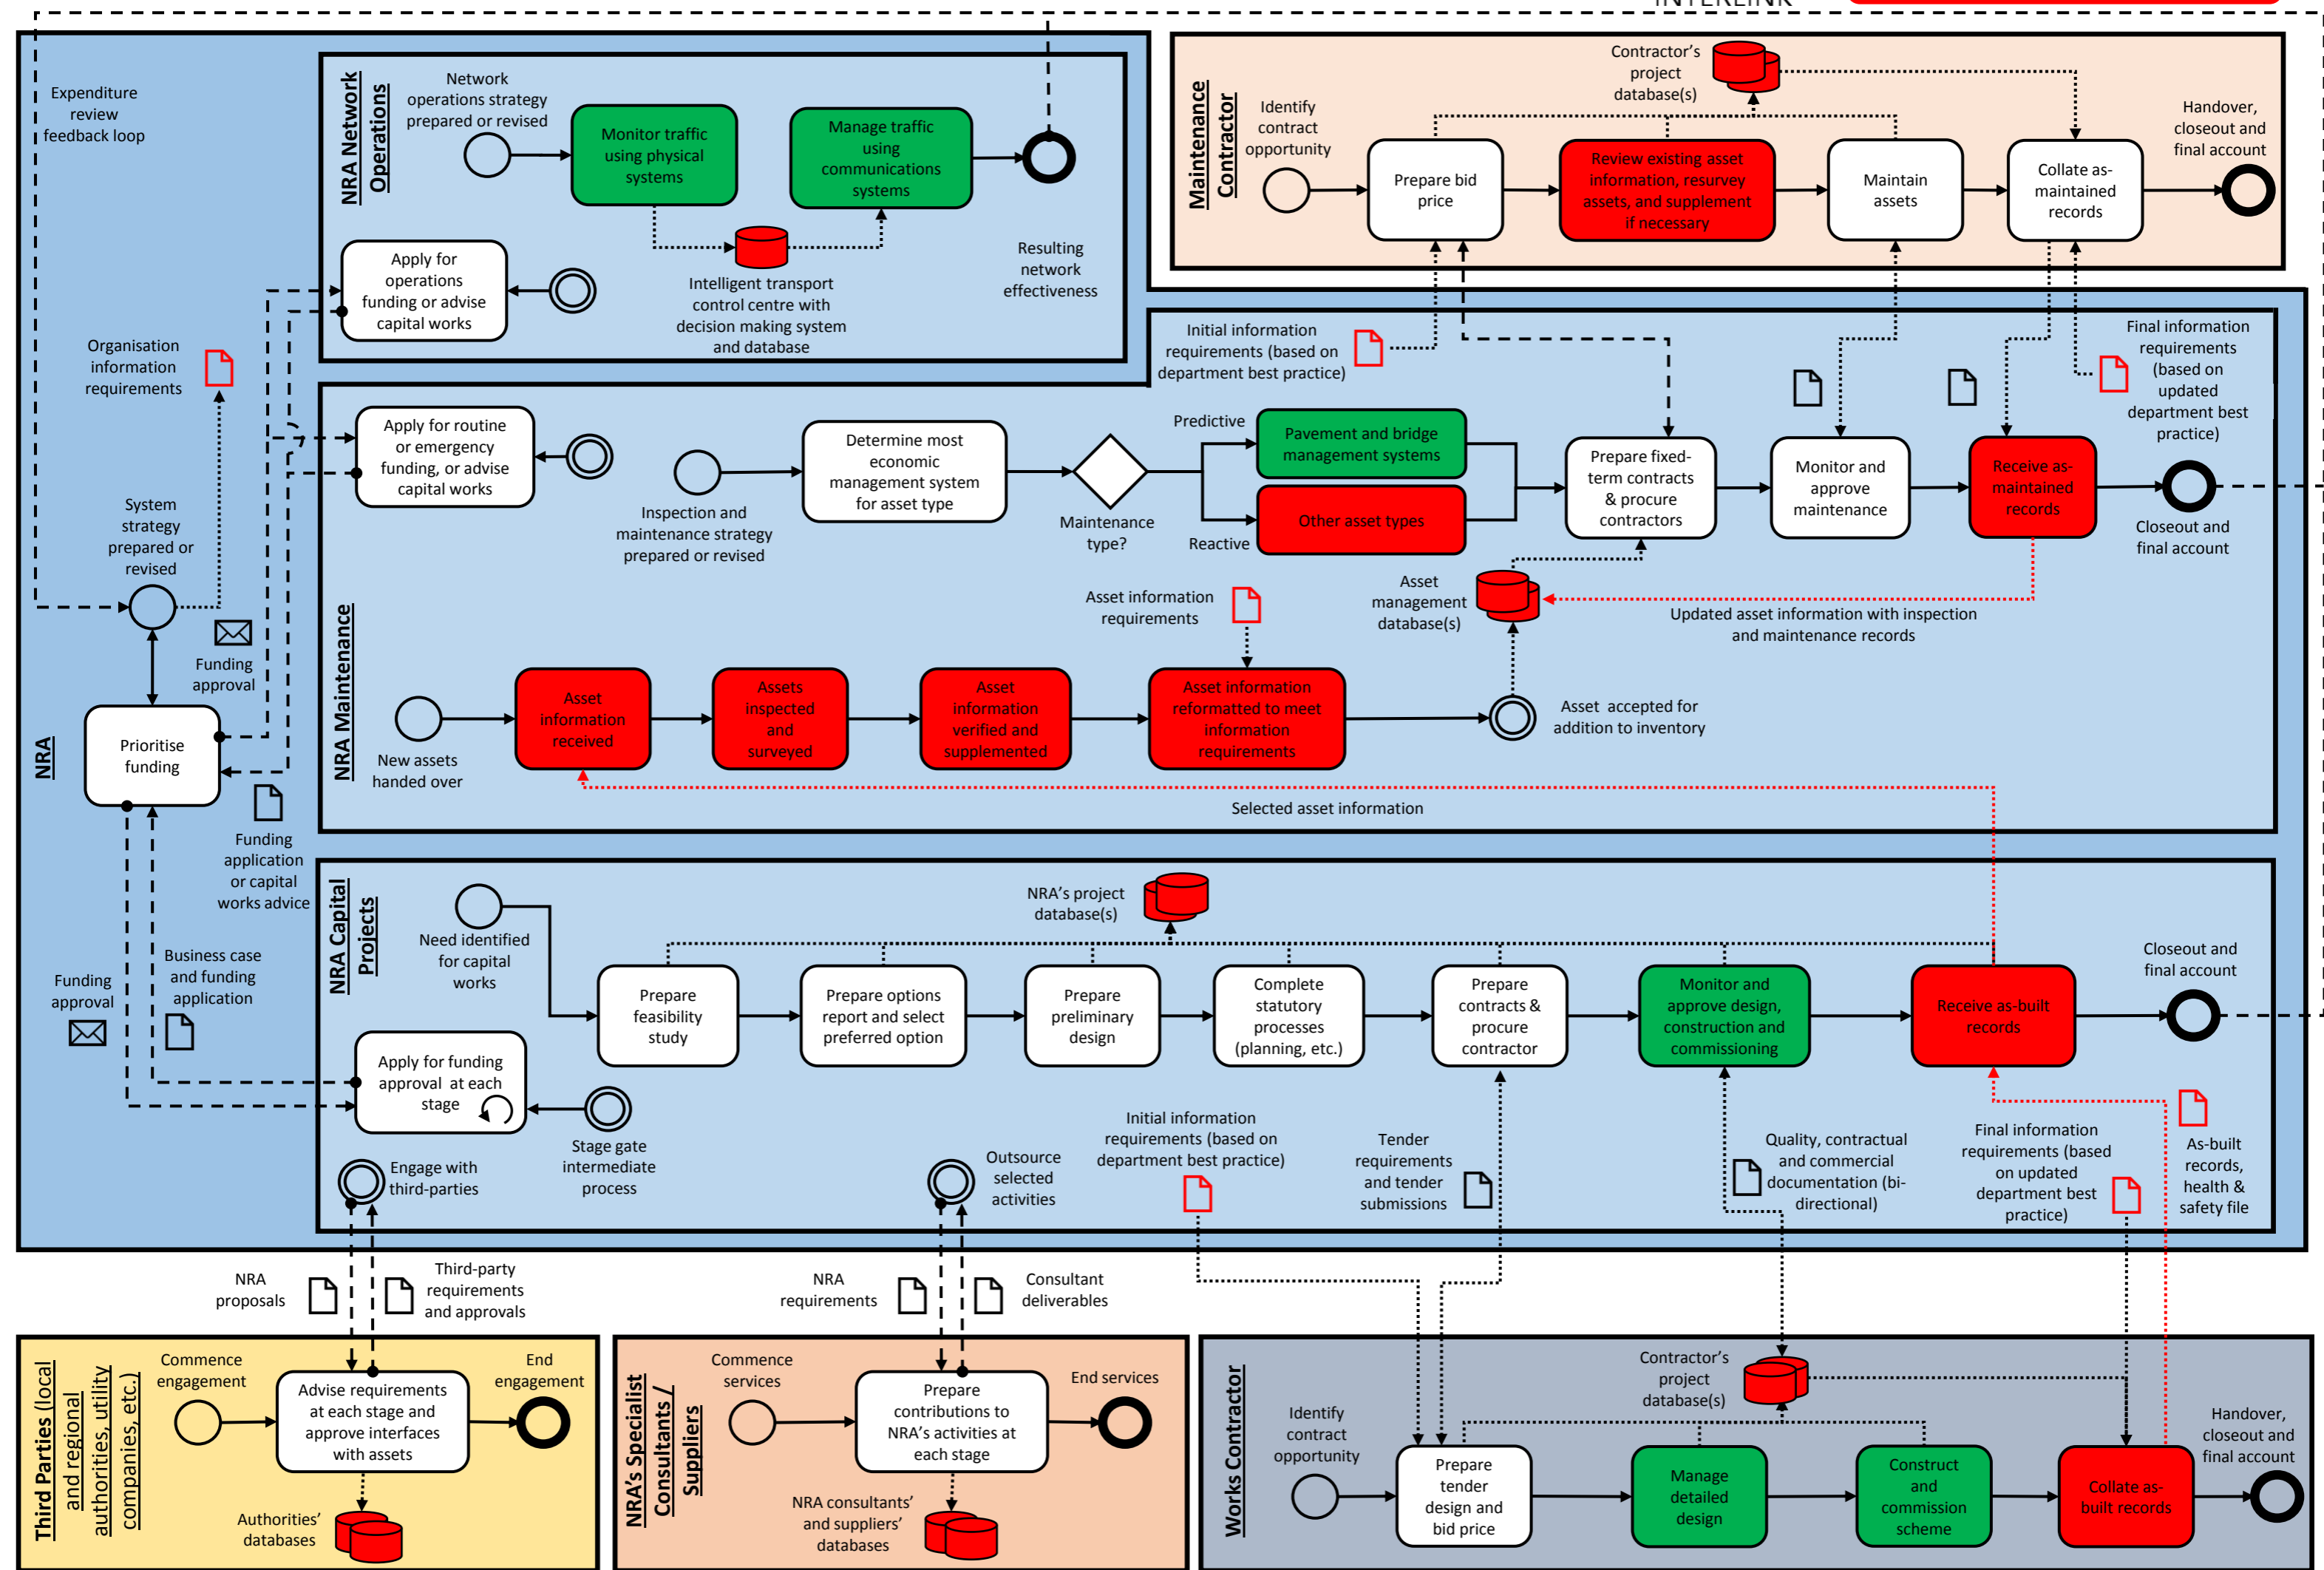 INTERLINK
Expenditure
review
feedback loop
NRA Network
Operations
Network
operations strategy
prepared or revised
Monitor traffic
using physical
systems
Manage traffic
using
communications
systems
Apply for
operations
funding or advise
capital works
Intelligent transport
control centre with
decision making system
and database
Resulting
network
effectiveness
Maintenance
Contractor
Identify
contract
opportunity
Contractor's
project
database(s)
Prepare bid
price
Review existing asset
information, resurvey
assets, and supplement
if necessary
Maintain
assets
Collate as-
maintained
records
Handover,
closeout and
final account
Organisation
information
requirements
Initial information
requirements (based on
department best practice)
Final information
requirements
(based on
updated
department best
practice)
System
strategy
prepared or
revised
Funding
approval
NRA
Prioritise
funding
Funding
application
or capital
works advice
NRA Maintenance
Apply for routine
or emergency
funding, or advise
capital works
Inspection and
maintenance strategy
prepared or revised
Determine most
economic
management system
for asset type
Maintenance
type?
Predictive
Reactive
Pavement and bridge
management systems
Other asset types
Prepare fixed-
term contracts
& procure
contractors
Monitor and
approve
maintenance
Receive as-
maintained
records
Closeout and
final account
Asset information
requirements
Asset
management
database(s)
Updated asset information with inspection
and maintenance records
New assets
handed over
Asset
information
received
Assets
inspected
and
surveyed
Asset
information
verified and
supplemented
Asset information
reformatted to meet
information
requirements
Asset accepted for
addition to inventory
Selected asset information
NRA Capital
Projects
Need identified
for capital
works
NRA's project
database(s)
Funding
approval
Business case
and funding
application
Prepare
feasibility
study
Prepare options
report and select
preferred option
Prepare
preliminary
design
Complete
statutory
processes
(planning, etc.)
Prepare
contracts &
procure
contractor
Monitor and
approve design,
construction and
commissioning
Receive as-built
records
Closeout and
final account
Apply for funding
approval at each
stage
Stage gate
intermediate
process
Engage with
third-parties
Outsource
selected
activities
Initial information
requirements (based on
department best practice)
Tender
requirements
and tender
submissions
Quality, contractual
and commercial
documentation (bi-
directional)
Final information
requirements (based
on updated
department best
practice)
As-built
records,
health &
safety file
NRA
proposals
Third-party
requirements
and approvals
NRA
requirements
Consultant
deliverables
Third Parties (local
and regional
authorities, utility
companies, etc.)
Commence
engagement
Advise requirements
at each stage and
approve interfaces
with assets
End
engagement
Authorities'
databases
NRA's Specialist
Consultants /
Suppliers
Commence
services
Prepare
contributions to
NRA's activities at
each stage
End services
NRA consultants'
and suppliers'
databases
Works Contractor
Identify
contract
opportunity
Contractor's
project
database(s)
Prepare
tender
design and
bid price
Manage
detailed
design
Construct
and
commission
scheme
Collate as-
built records
Handover,
closeout and
final account